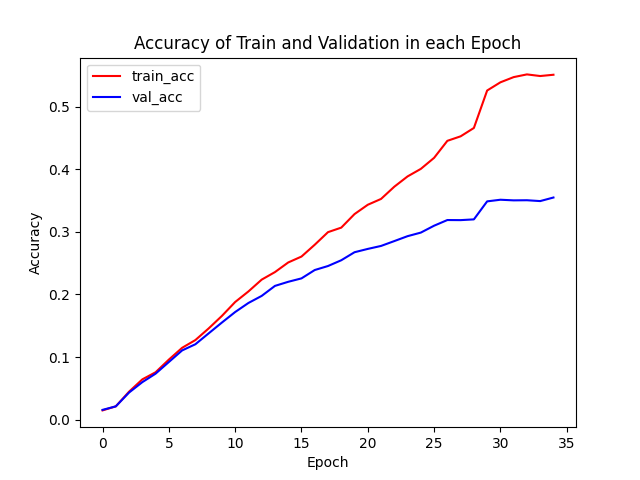 Accuracy of Train and Validation in each Epoch
train_acc
val_acc
0.5
0.4
0.3
0.2
0.1
0.0
Accuracy
0 5 10 15 20 25 30 35
Epoch